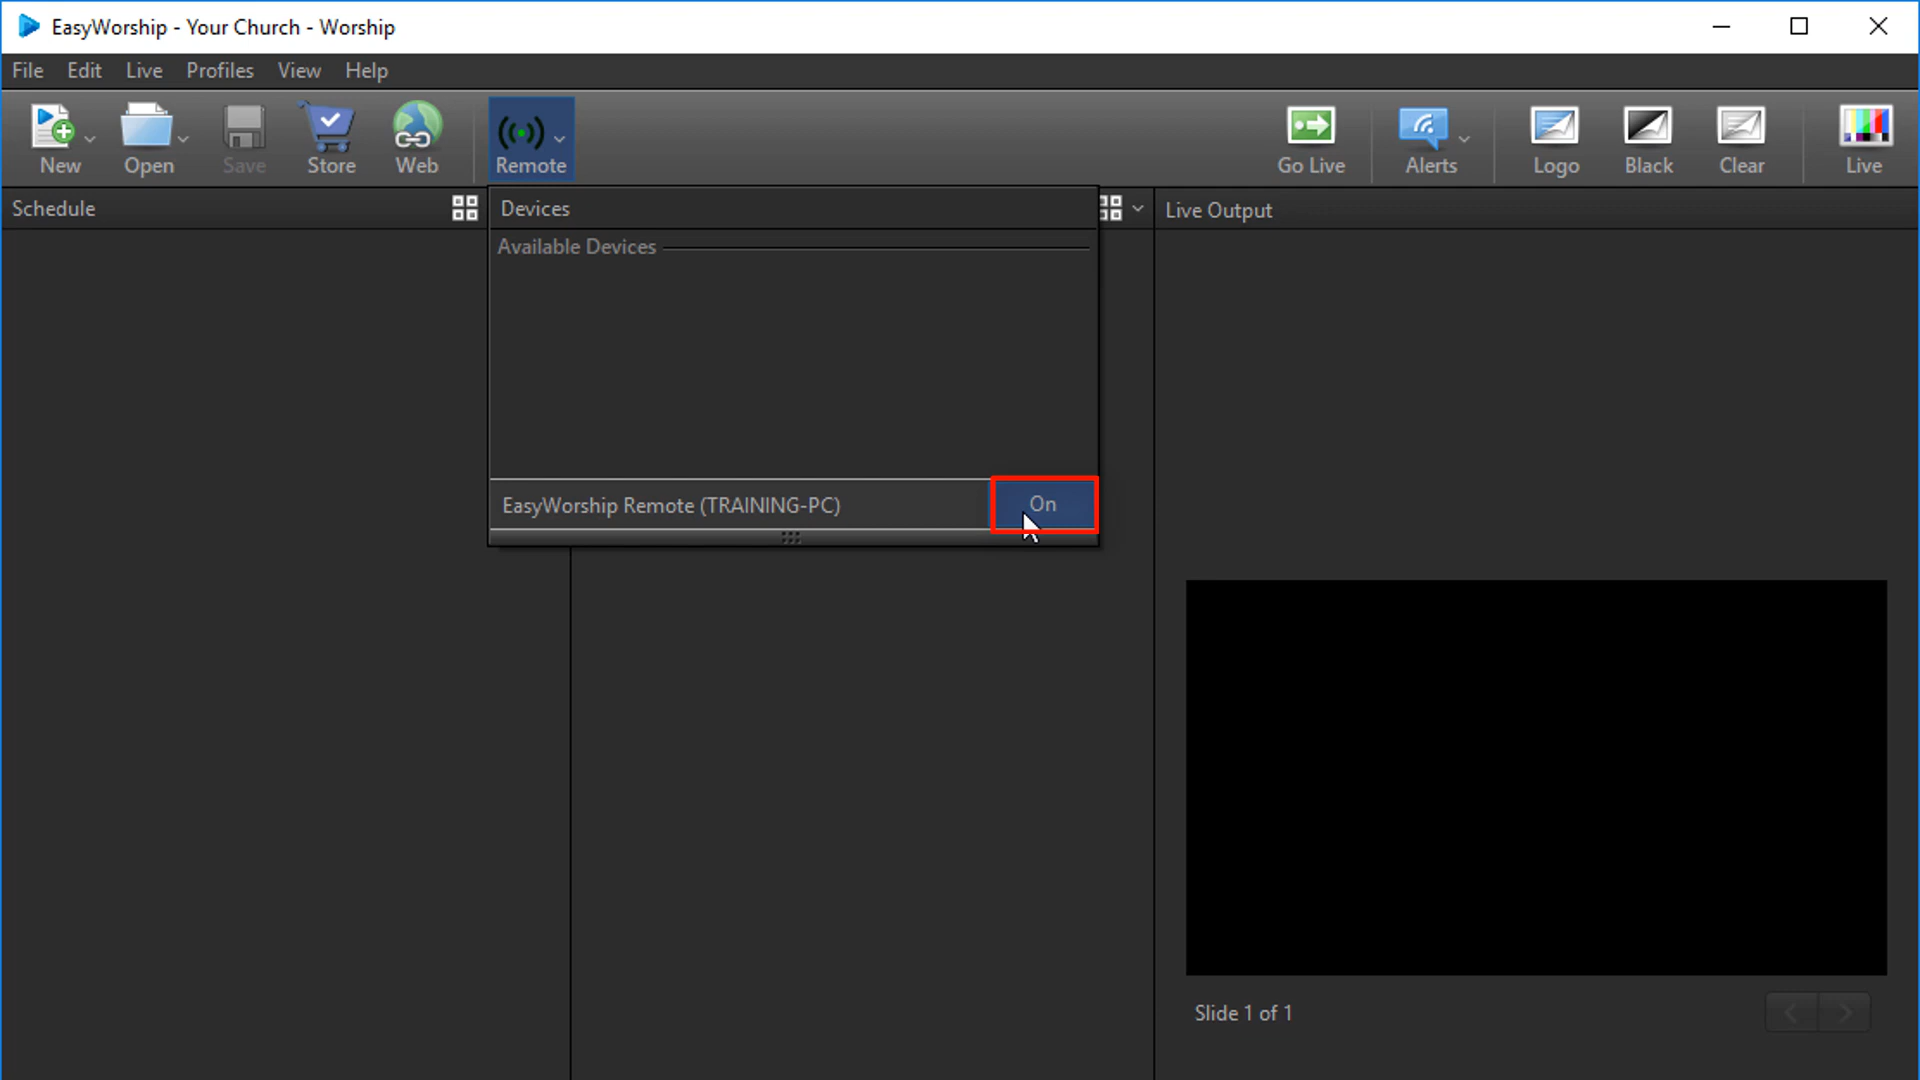 EasyWorship - Your Church - Worship
File Edit Live Profiles View Help
New Open Save Store Web Remote Go Live Alerts Logo Black Clear Live
Schedule
Devices
Live Output
Available Devices
EasyWorship Remote (TRAINING-PC) On
Slide 1 of 1